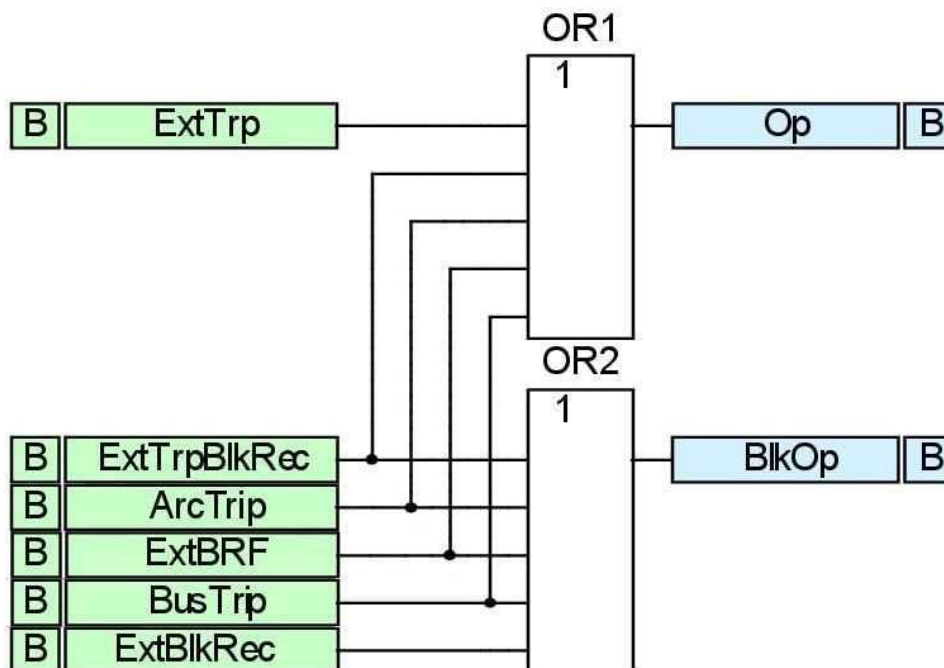 OR1
1
B ExtTrp Op B
OR2
1
B ExtTrpBlkRec BlkOp B
B ArcTrip
B ExtBRF
B BusTrip
B ExtBlkRec